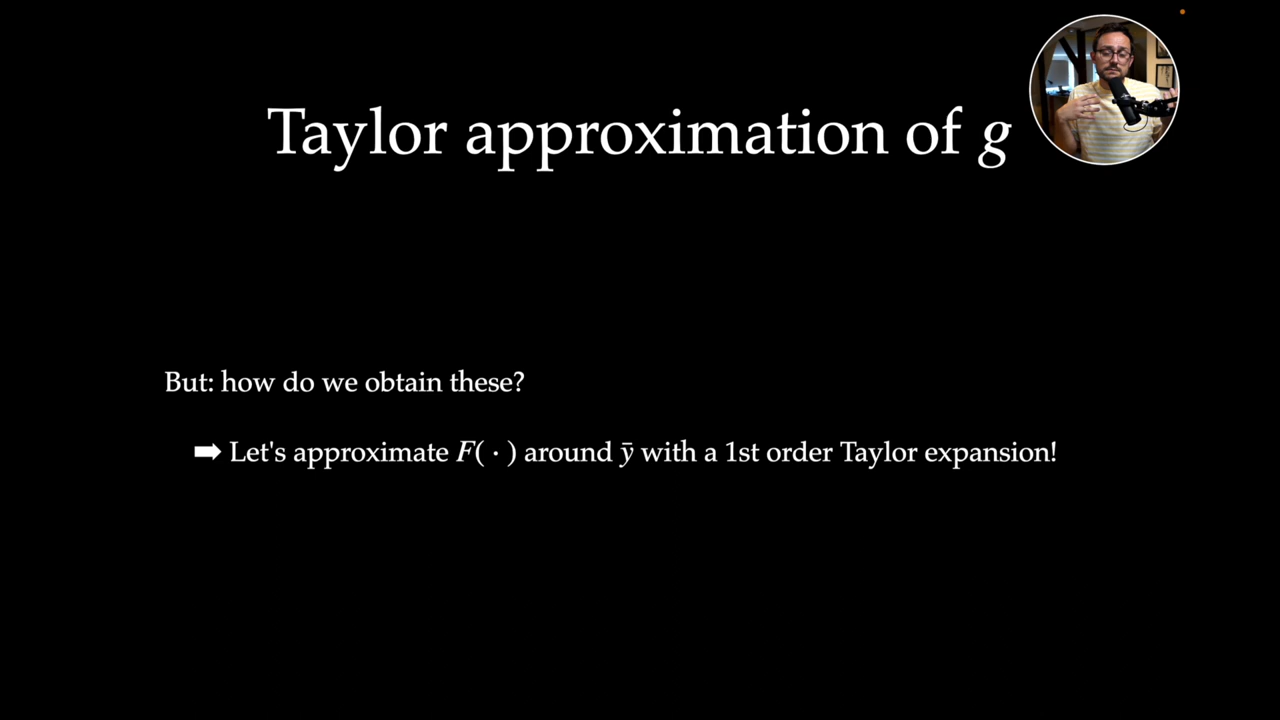 Taylor approximation of g
But: how do we obtain these?
➡ Let's approximate F( · ) around ȳ with a 1st order Taylor expansion!